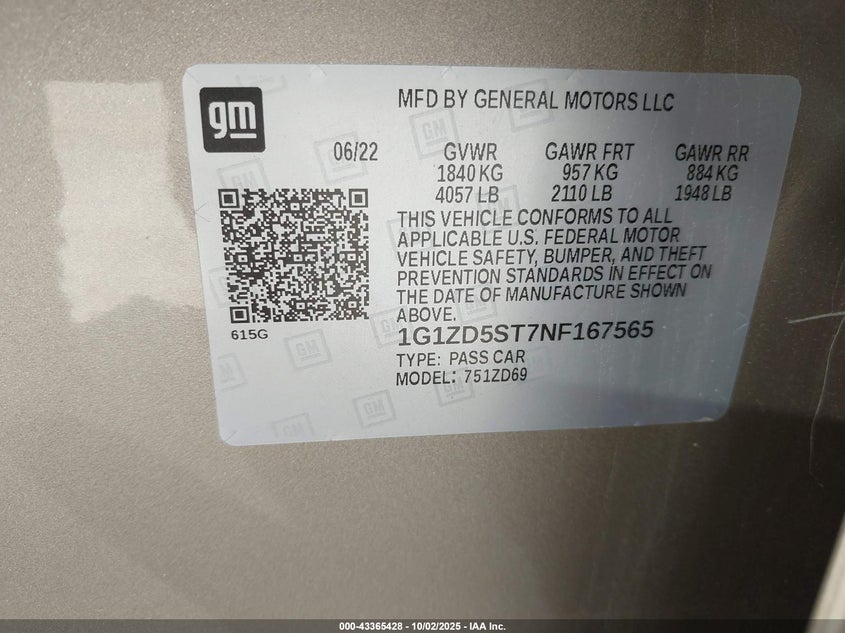 gm
MFD BY GENERAL MOTORS LLC
06/22 GVWR GAWR FRT GAWR RR
1840 KG 957 KG 884 KG
4057 LB 2110 LB 1948 LB
THIS VEHICLE CONFORMS TO ALL
APPLICABLE U.S. FEDERAL MOTOR
VEHICLE SAFETY, BUMPER, AND THEFT
PREVENTION STANDARDS IN EFFECT ON
THE DATE OF MANUFACTURE SHOWN
ABOVE.
615G
1G1ZD5ST7NF167565
TYPE: PASS CAR
MODEL: 751ZD69
000-43365428 - 10/02/2025 - IAA Inc.